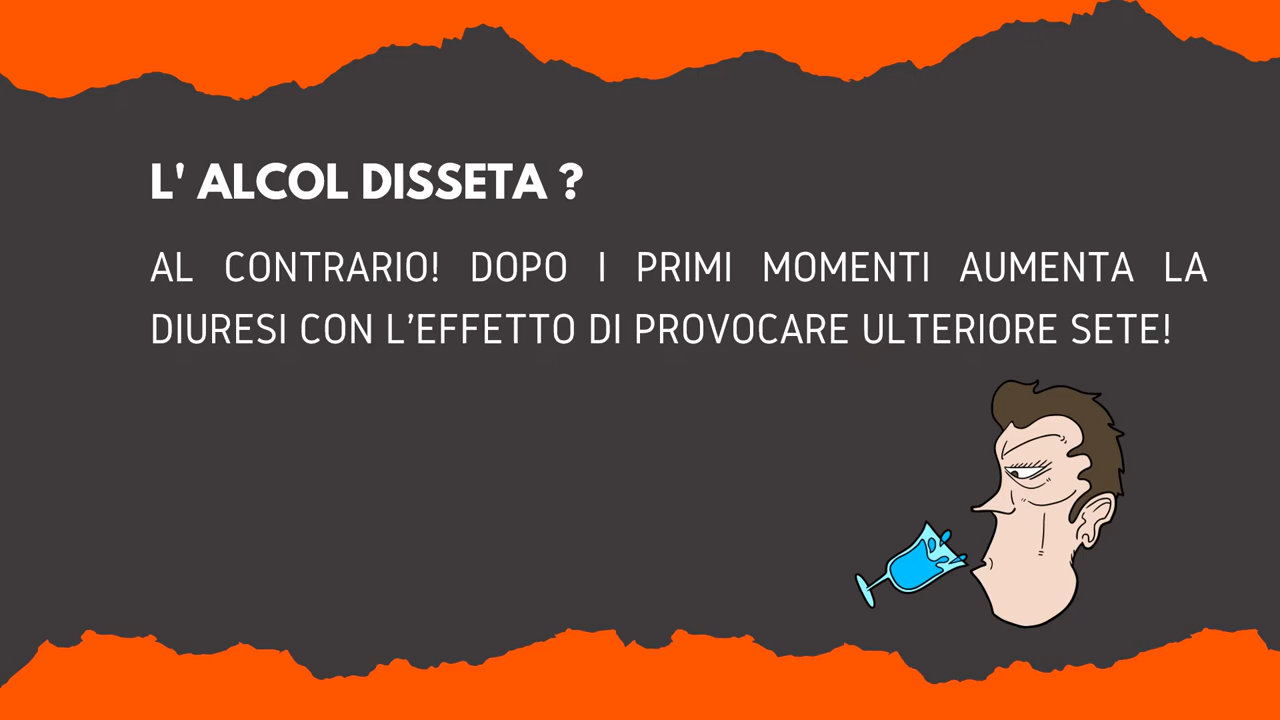 L' ALCOL DISSETA ?
AL CONTRARIO! DOPO I PRIMI MOMENTI AUMENTA LA
DIURESI CON L’EFFETTO DI PROVOCARE ULTERIORE SETE!